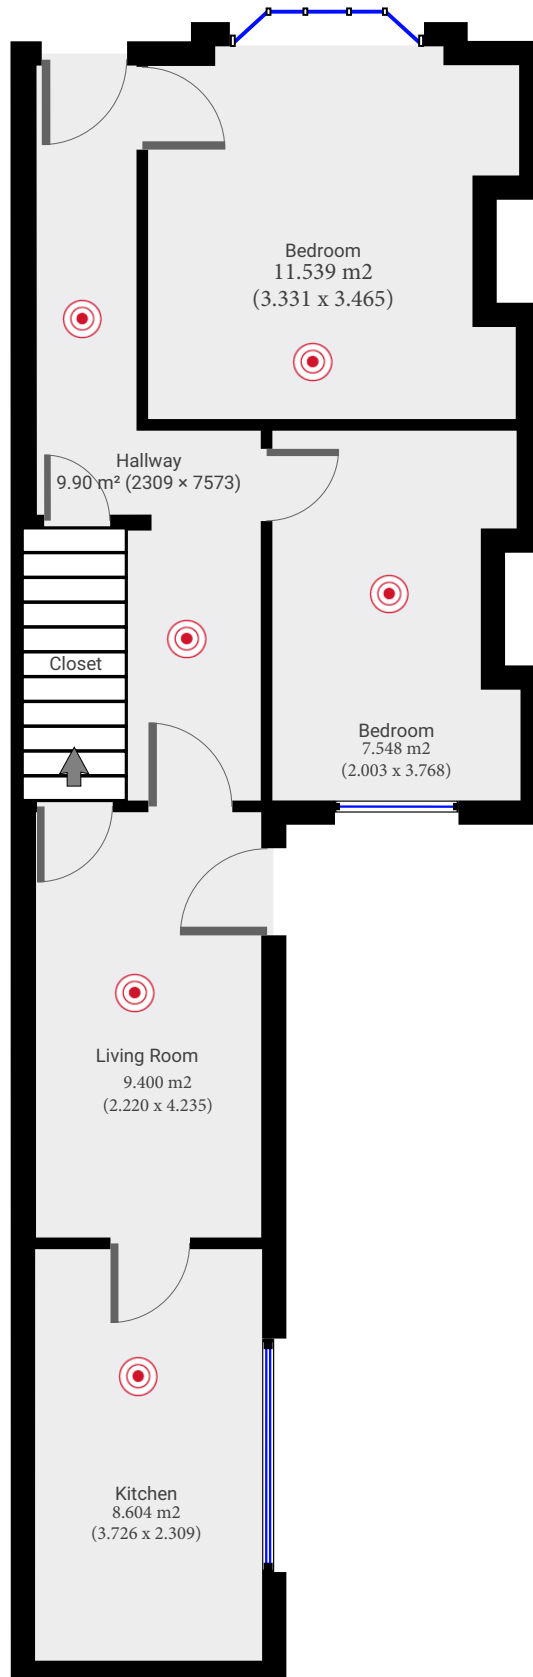 Bedroom
11.539 m2
(3.331 x 3.465)
Hallway
9.90 m² (2309 × 7573)
Closet
Bedroom
7.548 m2
(2.003 x 3.768)
Living Room
9.400 m2
(2.220 x 4.235)
Kitchen
8.604 m2
(3.726 x 2.309)